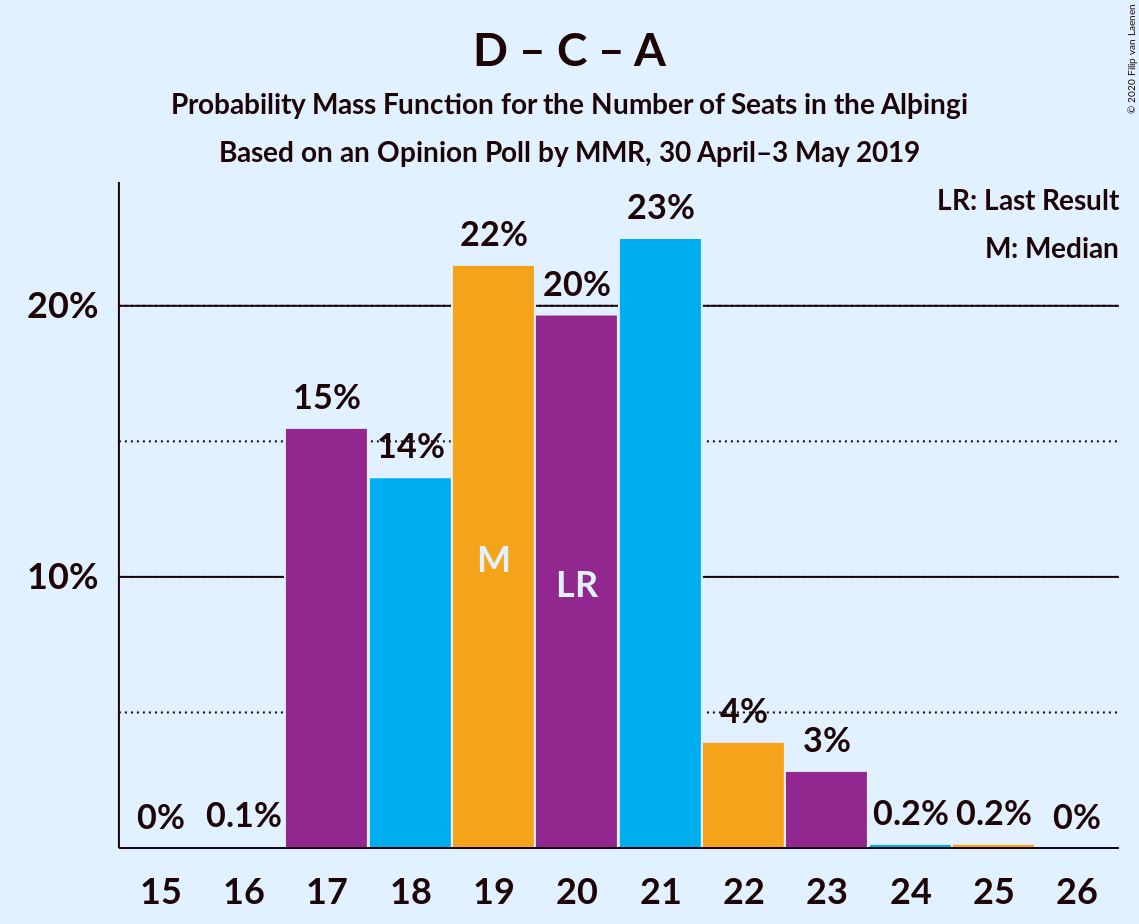 D – C – A
Probability Mass Function for the Number of Seats in the Alþingi
Based on an Opinion Poll by MMR, 30 April–3 May 2019
© 2020 Filip van Laenen
LR: Last Result
M: Median
20%
10%
0%
0.1%
15%
14%
22%
20%
23%
4%
3%
0.2%
0.2%
0%
M
LR
15 16 17 18 19 20 21 22 23 24 25 26